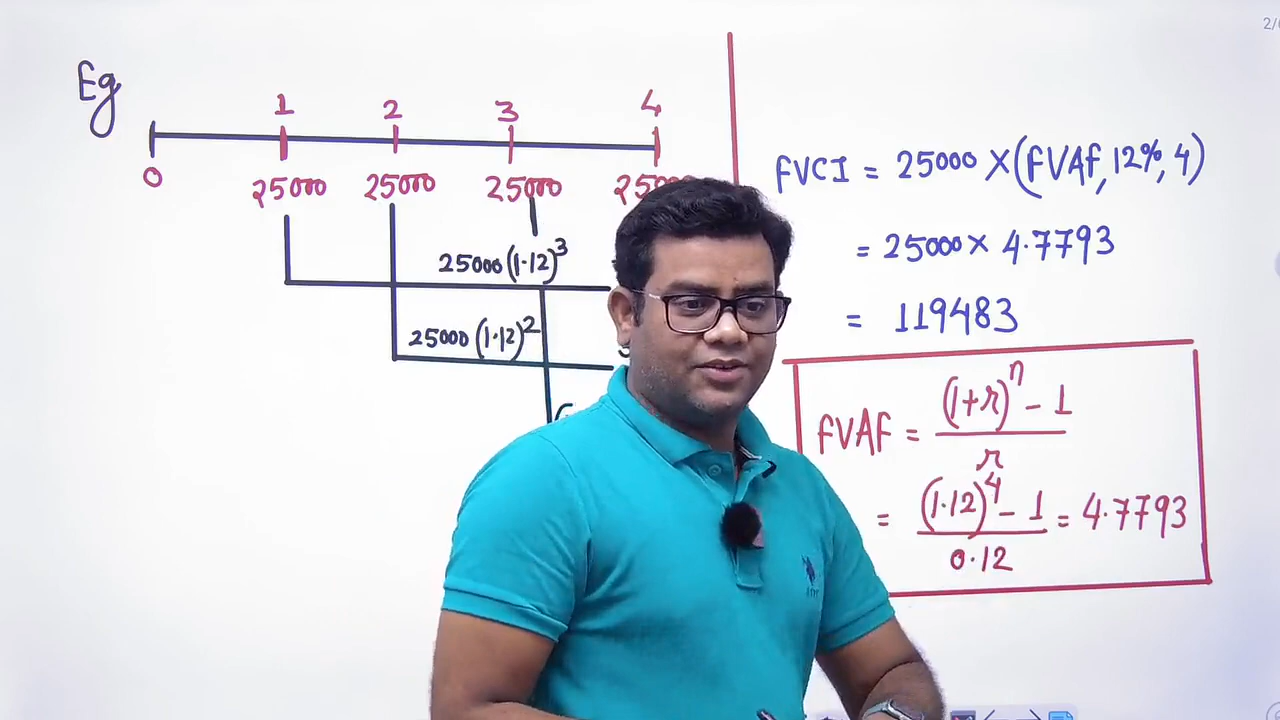 Eg
1 2 3 4
0 25000 25000 25000
25000(1.12)^3
25000(1.12)^2
FVCI = 25000 X (FVAF, 12%, 4)
= 25000 × 4.7793
= 119483
FVAF = (1+r)^n - 1 / r
= (1.12)^4 - 1 / 0.12 = 4.7793
2/